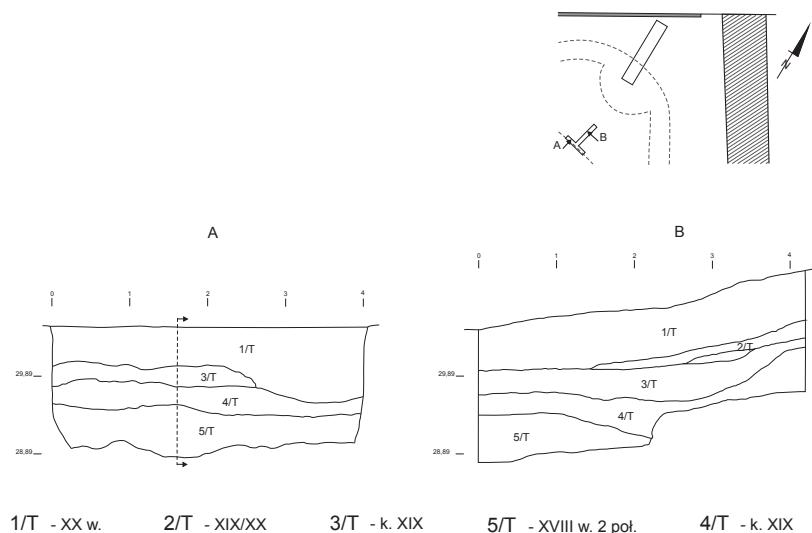 N
A B
A
0 1 2 3 4
1/T
29,89
3/T
4/T
5/T
28,89
B
0 1 2 3 4
1/T
2/T
29,89
3/T
4/T
5/T
28,89
1/T - XX w. 2/T - XIX/XX 3/T - k. XIX 5/T - XVIII w. 2 poł. 4/T - k. XIX